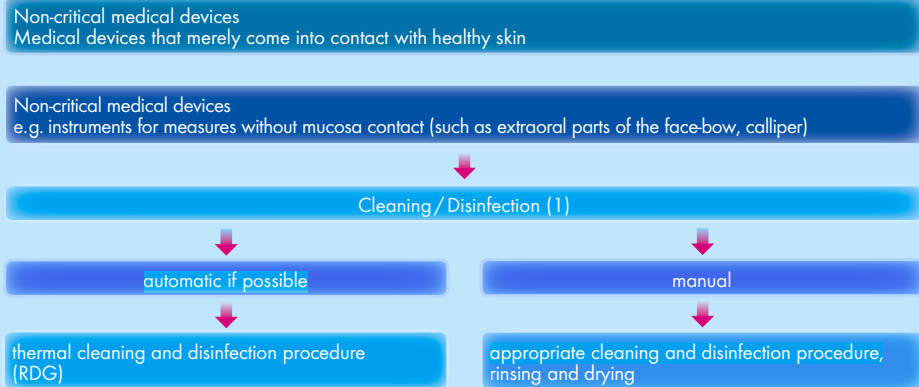 Non-critical medical devices
Medical devices that merely come into contact with healthy skin
Non-critical medical devices
e.g. instruments for measures without mucosa contact (such as extraoral parts of the face-bow, calliper)
Cleaning/Disinfection (1)
automatic if possible
manual
thermal cleaning and disinfection procedure
(RDG)
appropriate cleaning and disinfection procedure,
rinsing and drying